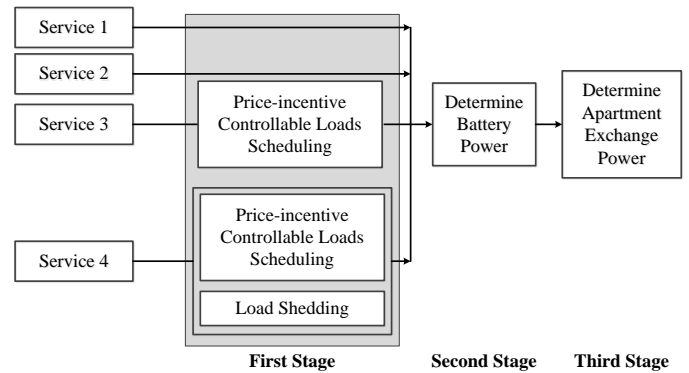 Service 1
Service 2
Service 3
Price-incentive
Controllable Loads
Scheduling
Determine
Battery
Power
Determine
Apartment
Exchange
Power
Service 4
Price-incentive
Controllable Loads
Scheduling
Load Shedding
First Stage
Second Stage
Third Stage